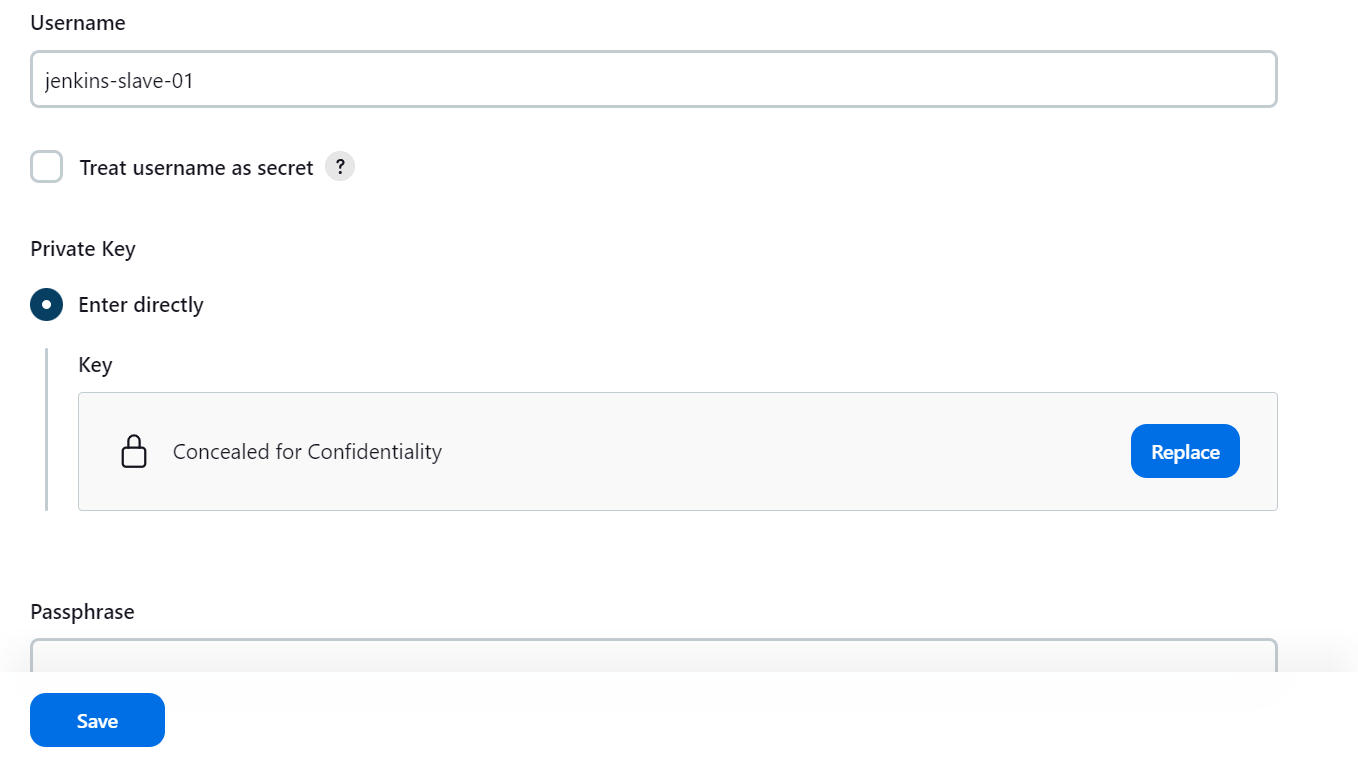 Username
jenkins-slave-01
Treat username as secret ?
Private Key
Enter directly
Key
Concealed for Confidentiality
Replace
Passphrase
Save